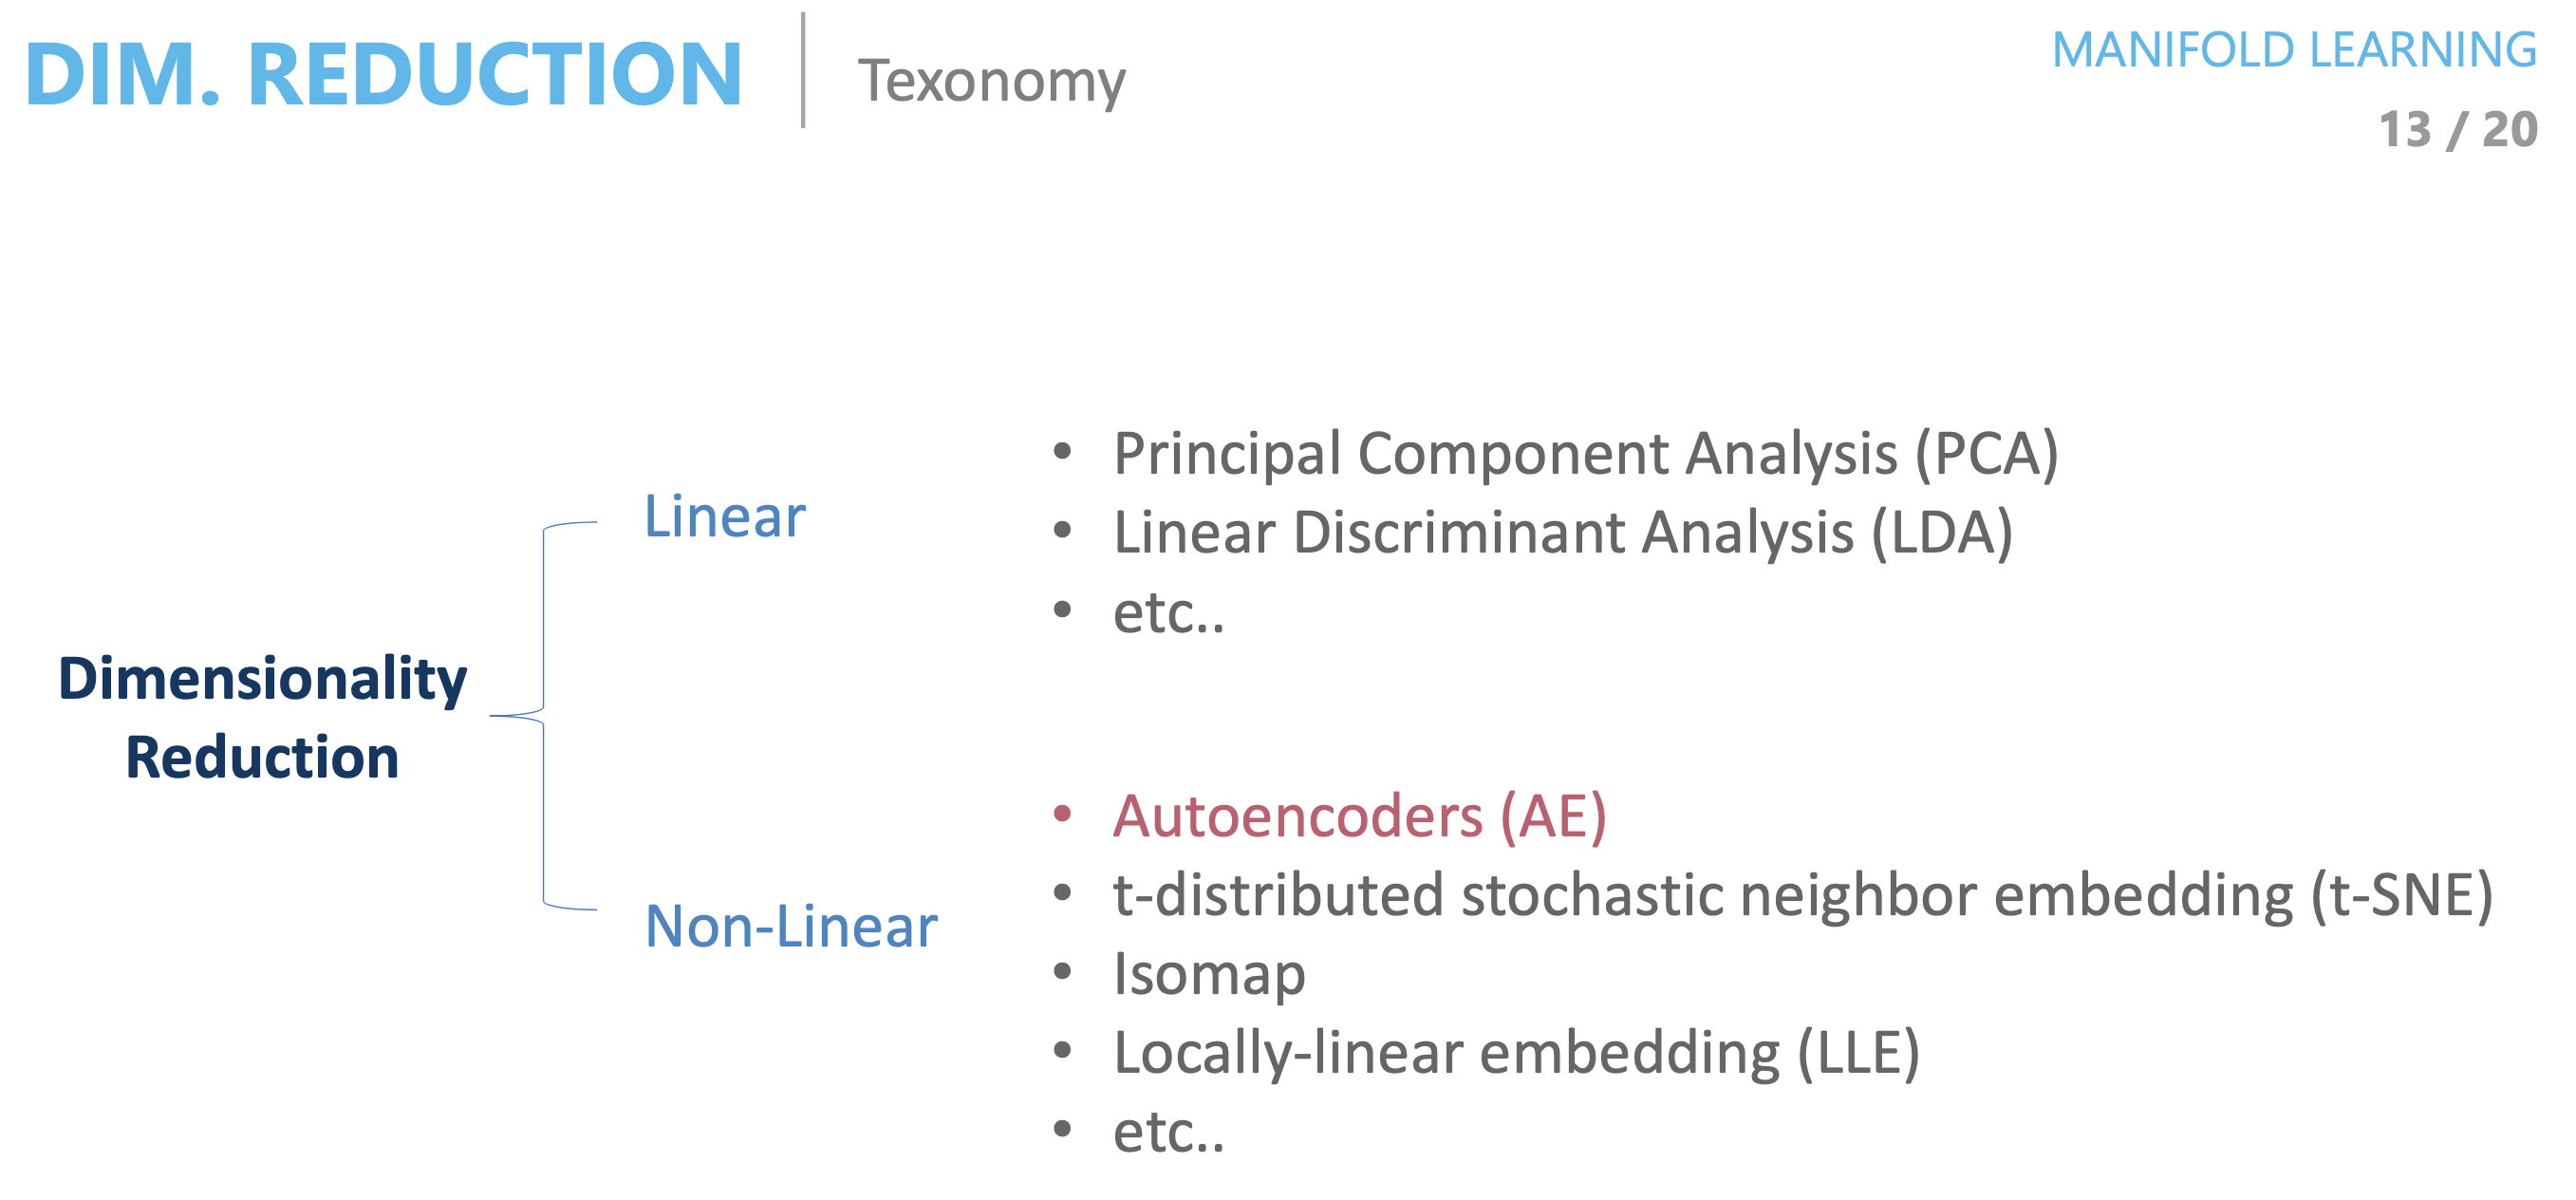 DIM. REDUCTION
Texonomy
MANIFOLD LEARNING
13 / 20
Dimensionality
Reduction
Linear
• Principal Component Analysis (PCA)
• Linear Discriminant Analysis (LDA)
• etc..
Non-Linear
• Autoencoders (AE)
• t-distributed stochastic neighbor embedding (t-SNE)
• Isomap
• Locally-linear embedding (LLE)
• etc..